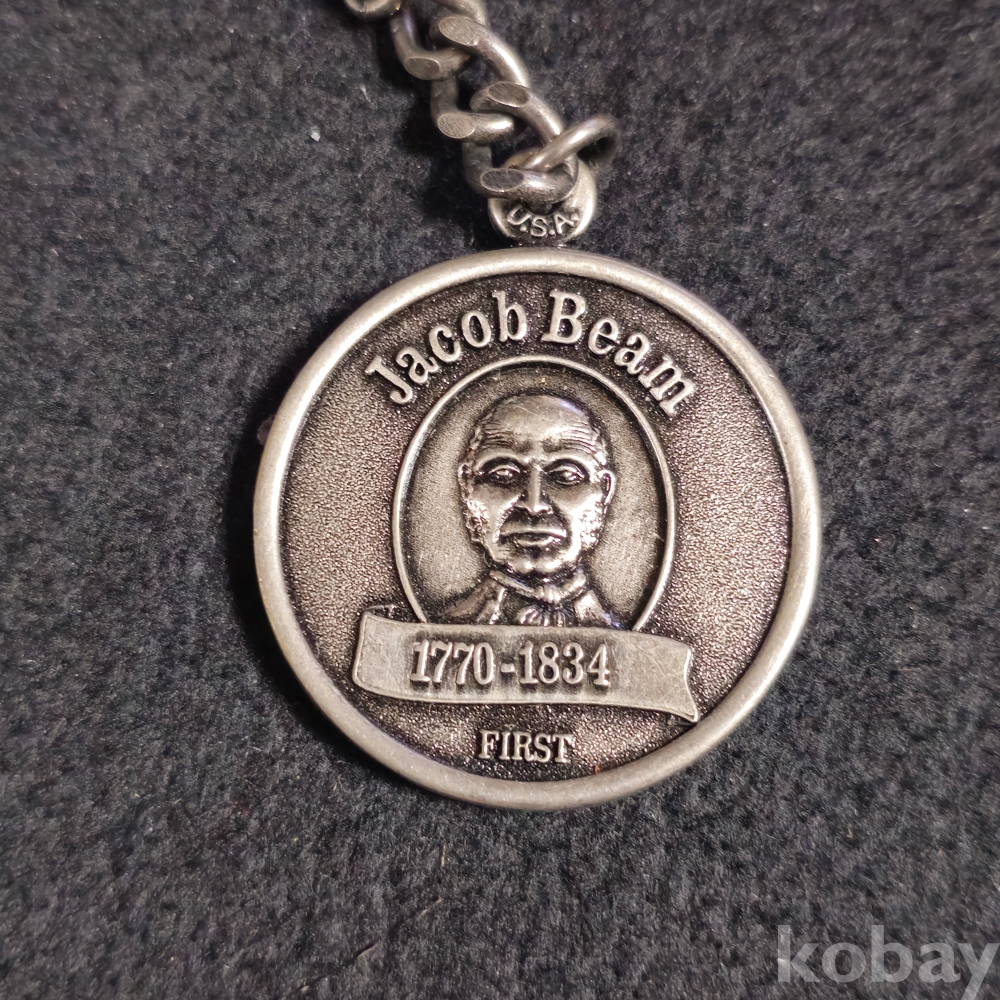 U.S.A.
Jacob Beam
1770-1834
FIRST
kobay